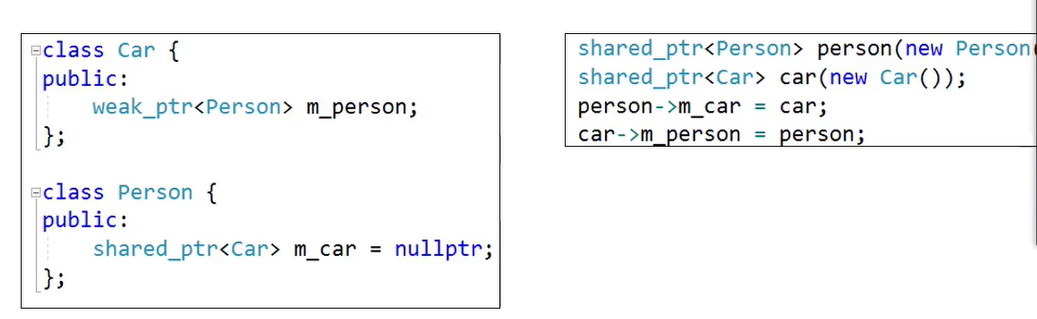 class Car {
public:
    weak_ptr<Person> m_person;
};
class Person {
public:
    shared_ptr<Car> m_car = nullptr;
};
shared_ptr<Person> person(new Person(
shared_ptr<Car> car(new Car());
person->m_car = car;
car->m_person = person;